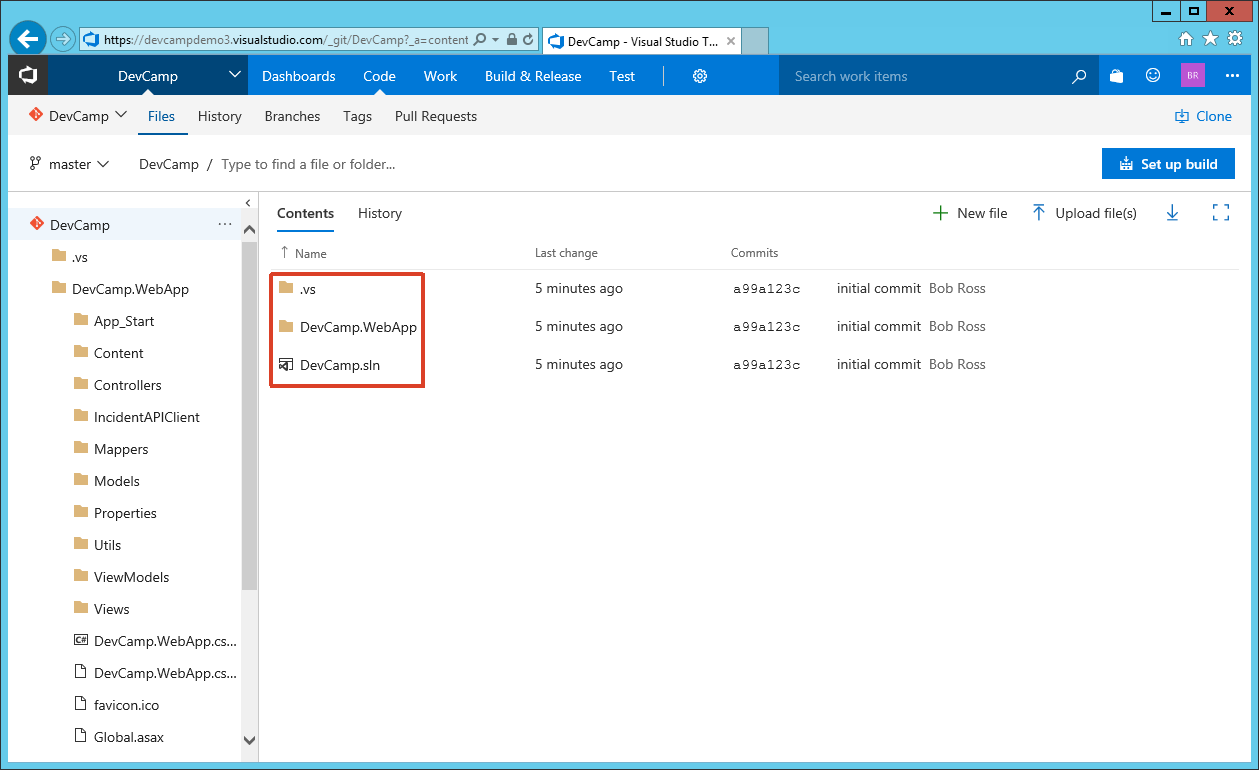 https://devcampdemo3.visualstudio.com/_git/DevCamp?_a=content
DevCamp - Visual Studio T...
DevCamp Dashboards Code Work Build & Release Test Search work items BR
DevCamp Files History Branches Tags Pull Requests Clone
master DevCamp / Type to find a file or folder... Set up build
DevCamp
.vs
DevCamp.WebApp
App_Start
Content
Controllers
IncidentAPIClient
Mappers
Models
Properties
Utils
ViewModels
Views
C# DevCamp.WebApp.cs...
DevCamp.WebApp.cs...
favicon.ico
Global.asax
Contents History New file Upload file(s)
Name Last change Commits
.vs 5 minutes ago a99a123c initial commit Bob Ross
DevCamp.WebApp 5 minutes ago a99a123c initial commit Bob Ross
DevCamp.sln 5 minutes ago a99a123c initial commit Bob Ross